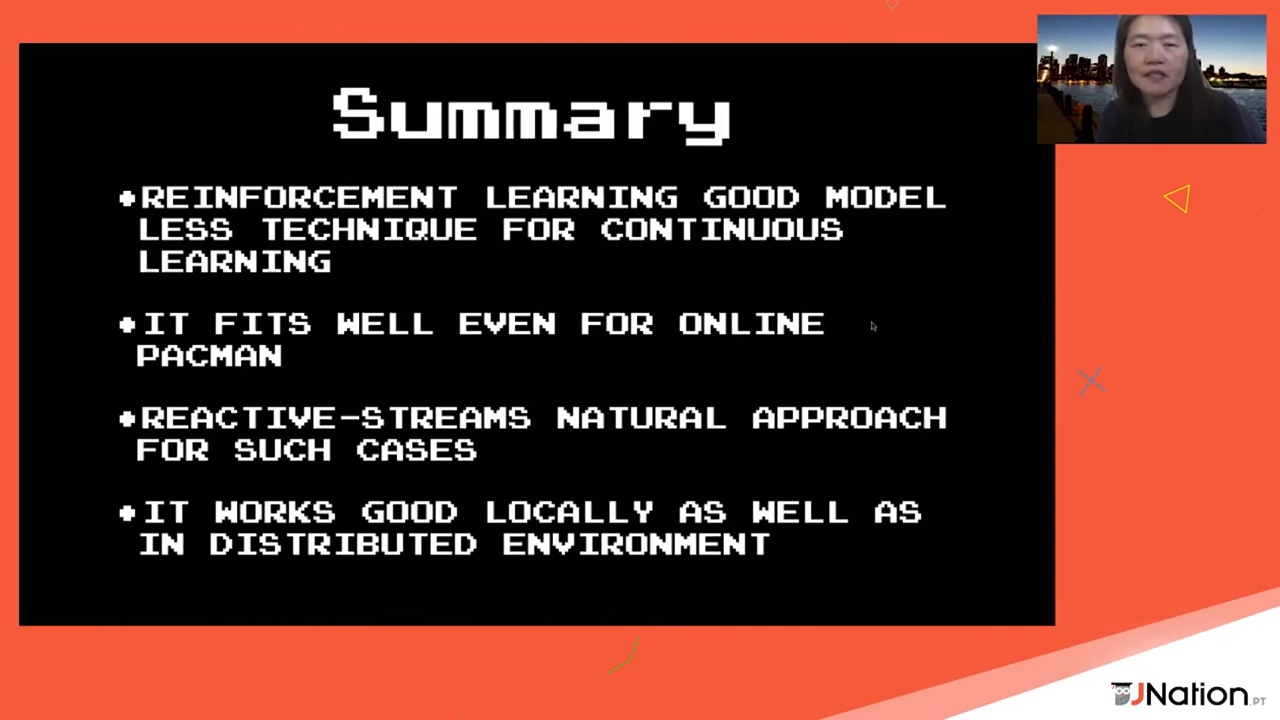 Summary
•REINFORCEMENT LEARNING GOOD MODEL
LESS TECHNIQUE FOR CONTINUOUS
LEARNING
•IT FITS WELL EVEN FOR ONLINE
PACMAN
•REACTIVE-STREAMS NATURAL APPROACH
FOR SUCH CASES
•IT WORKS GOOD LOCALLY AS WELL AS
IN DISTRIBUTED ENVIRONMENT
JNation.PT